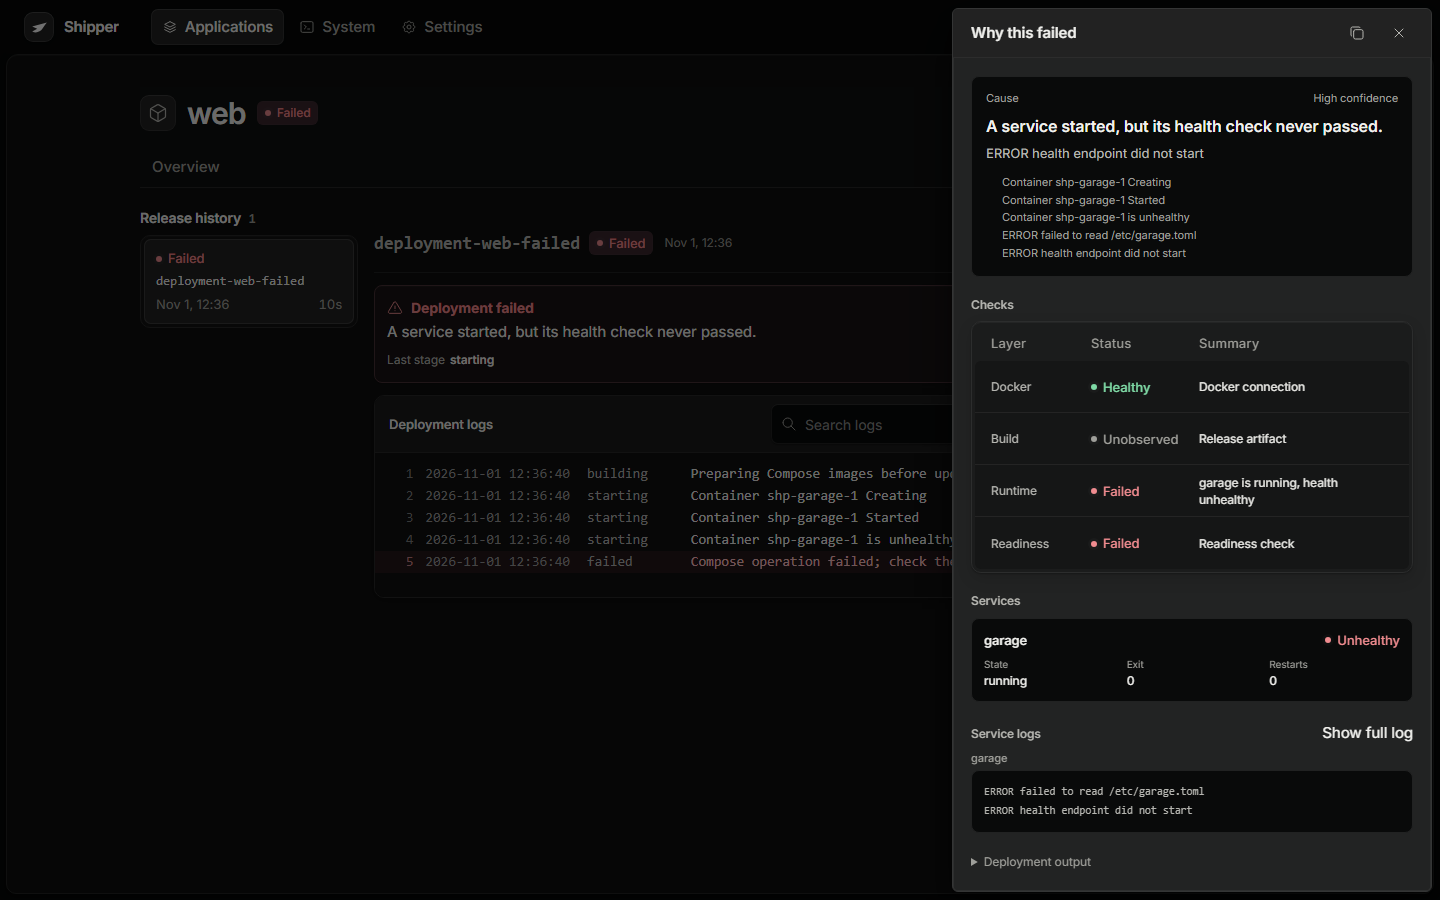 Shipper
Applications
System
Settings
web
Failed
Overview
Release history 1
Failed
deployment-web-failed
Nov 1, 12:36 10s
deployment-web-failed
Failed
Nov 1, 12:36
Deployment failed
A service started, but its health check never passed.
Last stage starting
Deployment logs
Search logs
1 2026-11-01 12:36:40 building Preparing Compose images before
2 2026-11-01 12:36:40 starting Container shp-garage-1 Creating
3 2026-11-01 12:36:40 starting Container shp-garage-1 Started
4 2026-11-01 12:36:40 starting Container shp-garage-1 is unhealthy
5 2026-11-01 12:36:40 failed Compose operation failed; check
Why this failed
Cause High confidence
A service started, but its health check never passed.
ERROR health endpoint did not start
Container shp-garage-1 Creating
Container shp-garage-1 Started
Container shp-garage-1 is unhealthy
ERROR failed to read /etc/garage.toml
ERROR health endpoint did not start
Checks
Layer Status Summary
Docker Healthy Docker connection
Build Unobserved Release artifact
Runtime Failed garage is running, health
unhealthy
Readiness Failed Readiness check
Services
garage Unhealthy
State Exit Restarts
running 0 0
Service logs Show full log
garage
ERROR failed to read /etc/garage.toml
ERROR health endpoint did not start
Deployment output